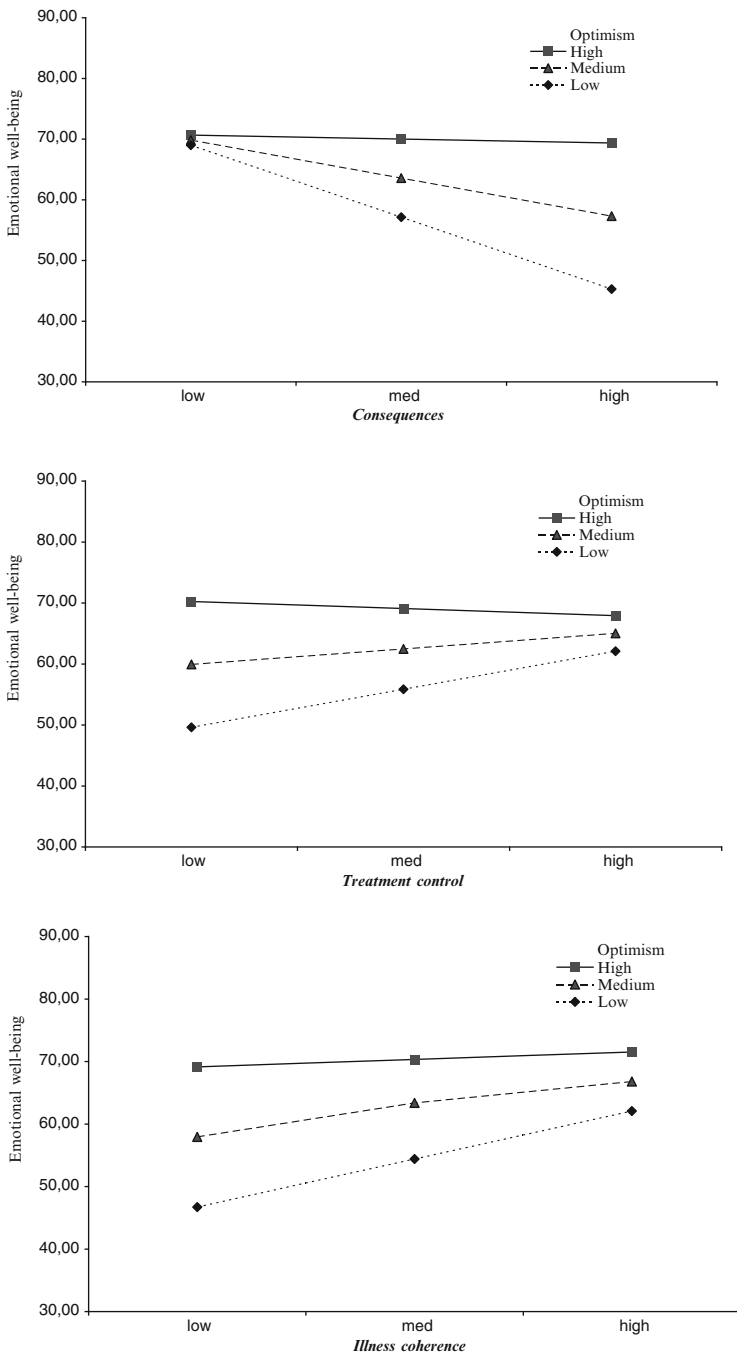 90,00
Optimism
High
80,00
Medium
Low
70,00
Emotional well-being
60,00
50,00
40,00
30,00
low med high
Consequences
90,00
Optimism
High
80,00
Medium
Low
70,00
Emotional well-being
60,00
50,00
40,00
30,00
low med high
Treatment control
90,00
Optimism
High
80,00
Medium
Low
70,00
Emotional well-being
60,00
50,00
40,00
30,00
low med high
Illness coherence